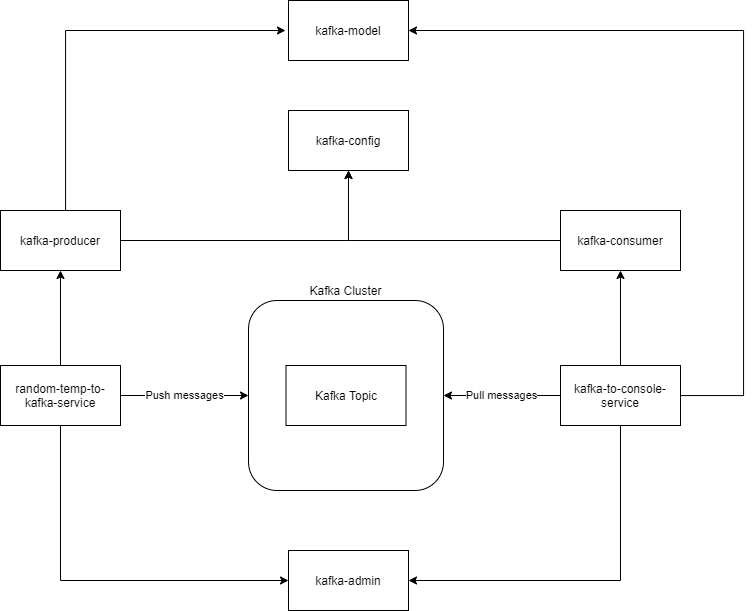 kafka-model
kafka-config
kafka-producer
kafka-consumer
Kafka Cluster
random-temp-to-
kafka-service
Push messages
Kafka Topic
Pull messages
kafka-to-console-
service
kafka-admin